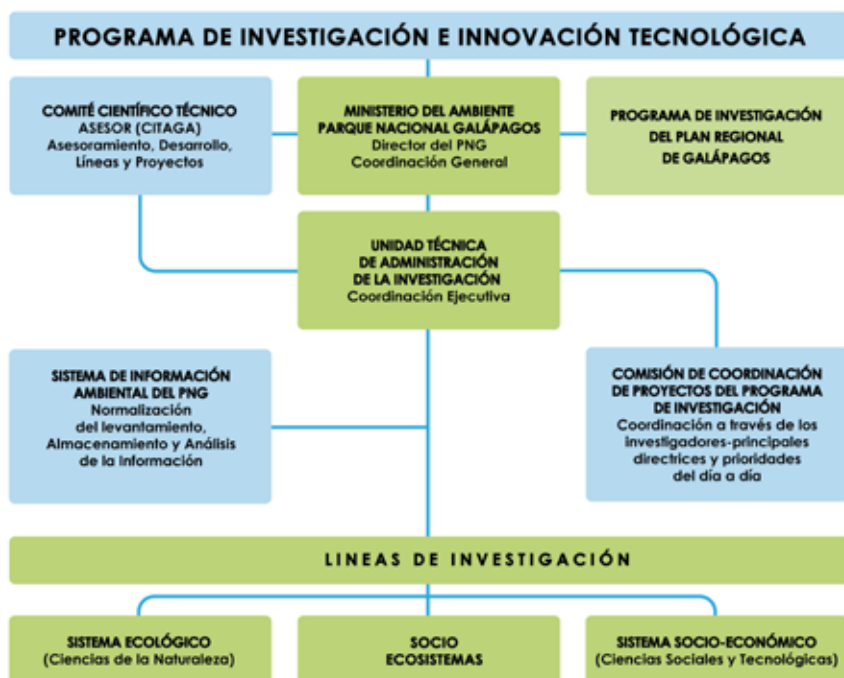 PROGRAMA DE INVESTIGACIÓN E INNOVACIÓN TECNOLÓGICA
COMITÉ CIENTÍFICO TÉCNICO
ASESOR (CITAGA)
Asesoramiento, Desarrollo,
Líneas y Proyectos
MINISTERIO DEL AMBIENTE
PARQUE NACIONAL GALÁPAGOS
Director del PNG
Coordinación General
PROGRAMA DE INVESTIGACIÓN
DEL PLAN REGIONAL
DE GALÁPAGOS
UNIDAD TÉCNICA
DE ADMINISTRACIÓN
DE LA INVESTIGACIÓN
Coordinación Ejecutiva
SISTEMA DE INFORMACIÓN
AMBIENTAL DEL PNG
Normalización
del levantamiento,
Almacenamiento y Análisis
de la Información
COMISIÓN DE COORDINACIÓN
DE PROYECTOS DEL PROGRAMA
DE INVESTIGACIÓN
Coordinación a través de los
investigadores-principales
directrices y prioridades
del día a día
LINEAS DE INVESTIGACIÓN
SISTEMA ECOLÓGICO
(Ciencias de la Naturaleza)
SOCIO
ECOSISTEMAS
SISTEMA SOCIO-ECONÓMICO
(Ciencias Sociales y Tecnológicas)